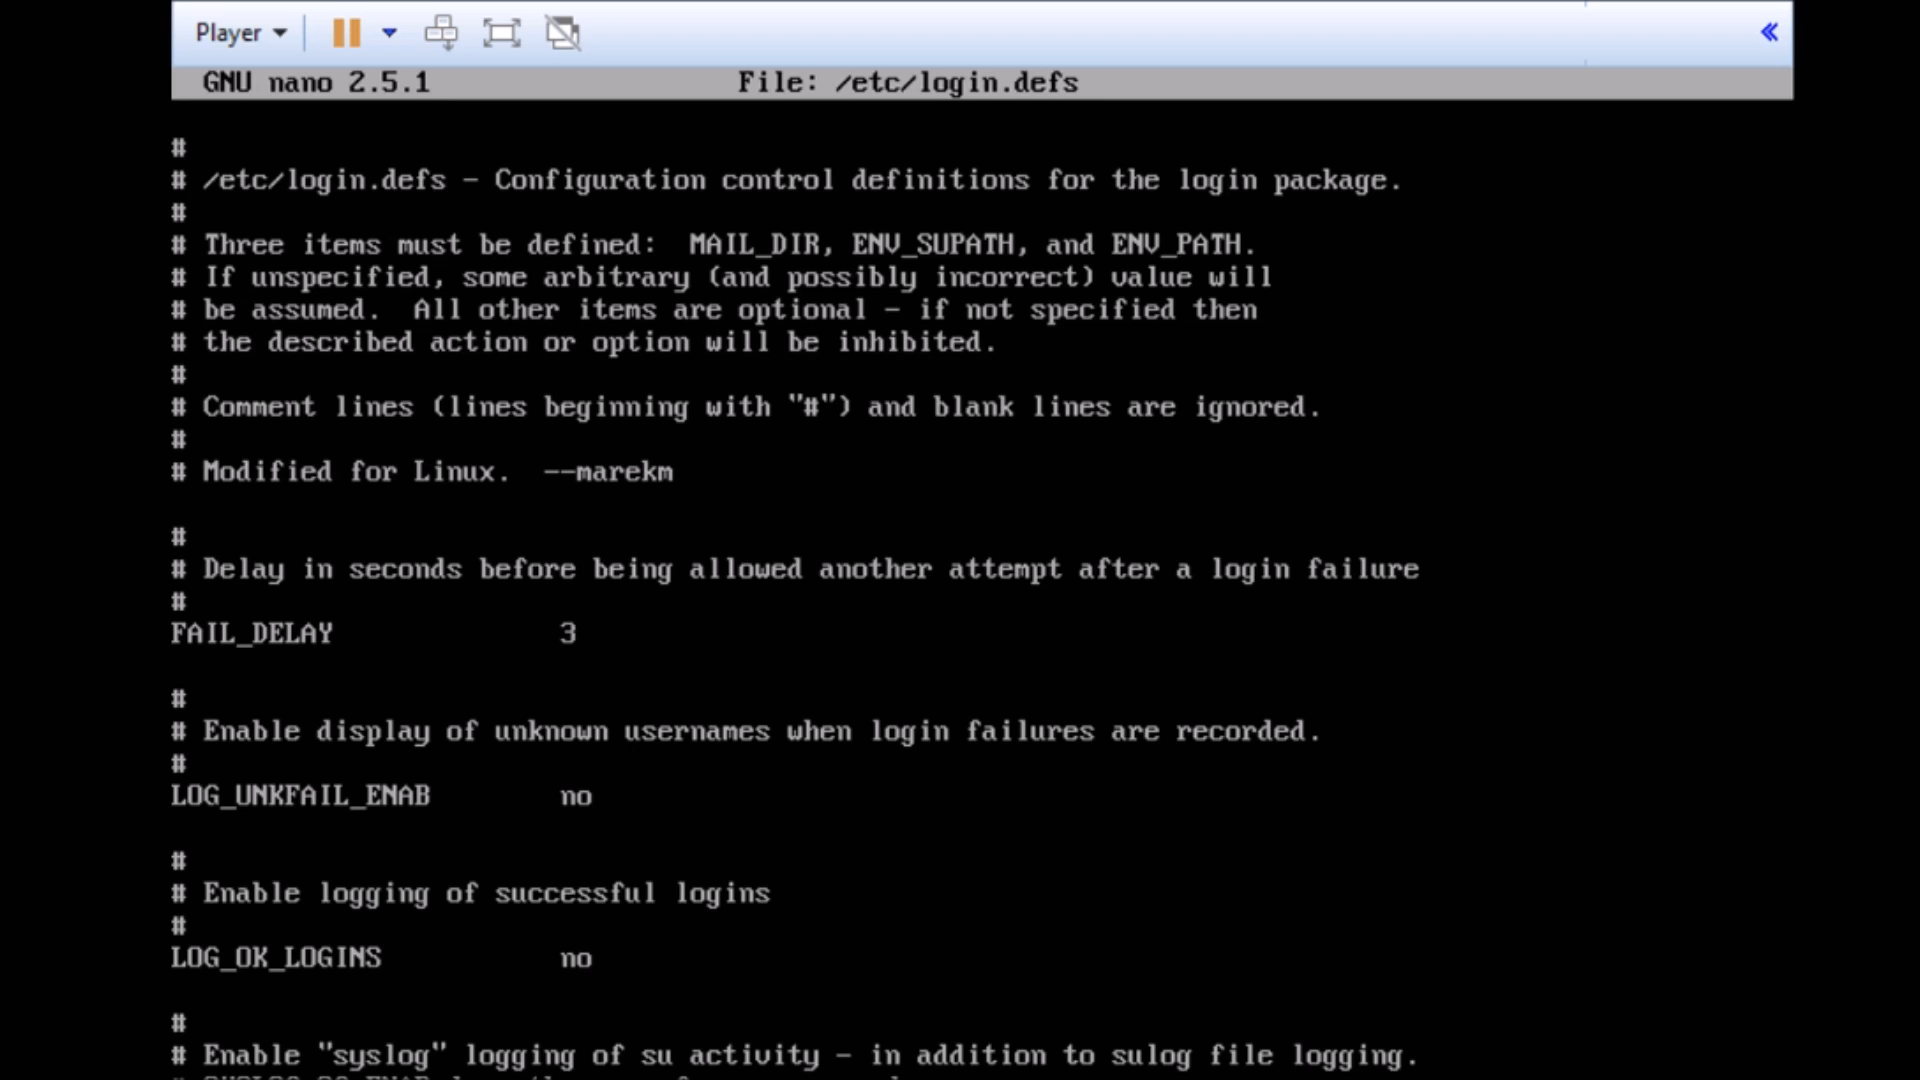 Player
GNU nano 2.5.1 File: /etc/login.defs
#
# /etc/login.defs - Configuration control definitions for the login package.
#
# Three items must be defined:  MAIL_DIR, ENV_SUPATH, and ENV_PATH.
# If unspecified, some arbitrary (and possibly incorrect) value will
# be assumed.  All other items are optional - if not specified then
# the described action or option will be inhibited.
#
# Comment lines (lines beginning with "#") and blank lines are ignored.
#
# Modified for Linux.  --marekm
#
# Delay in seconds before being allowed another attempt after a login failure
#
FAIL_DELAY 3
#
# Enable display of unknown usernames when login failures are recorded.
#
LOG_UNKFAIL_ENAB no
#
# Enable logging of successful logins
#
LOG_OK_LOGINS no
#
# Enable "syslog" logging of su activity - in addition to sulog file logging.